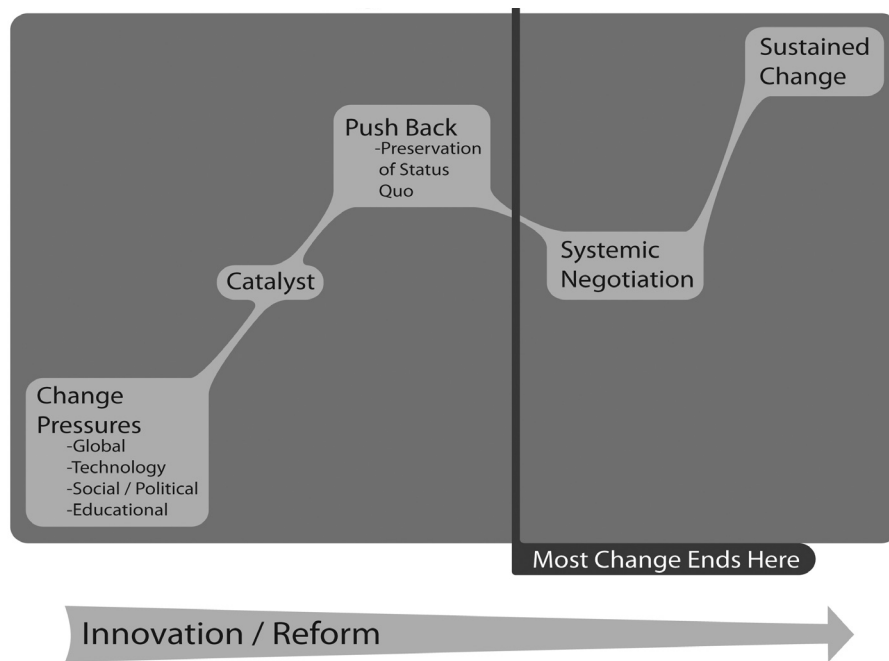 Change
Pressures
-Global
-Technology
-Social / Political
-Educational
Catalyst
Push Back
-Preservation
of Status
Quo
Systemic
Negotiation
Sustained
Change
Most Change Ends Here
Innovation / Reform